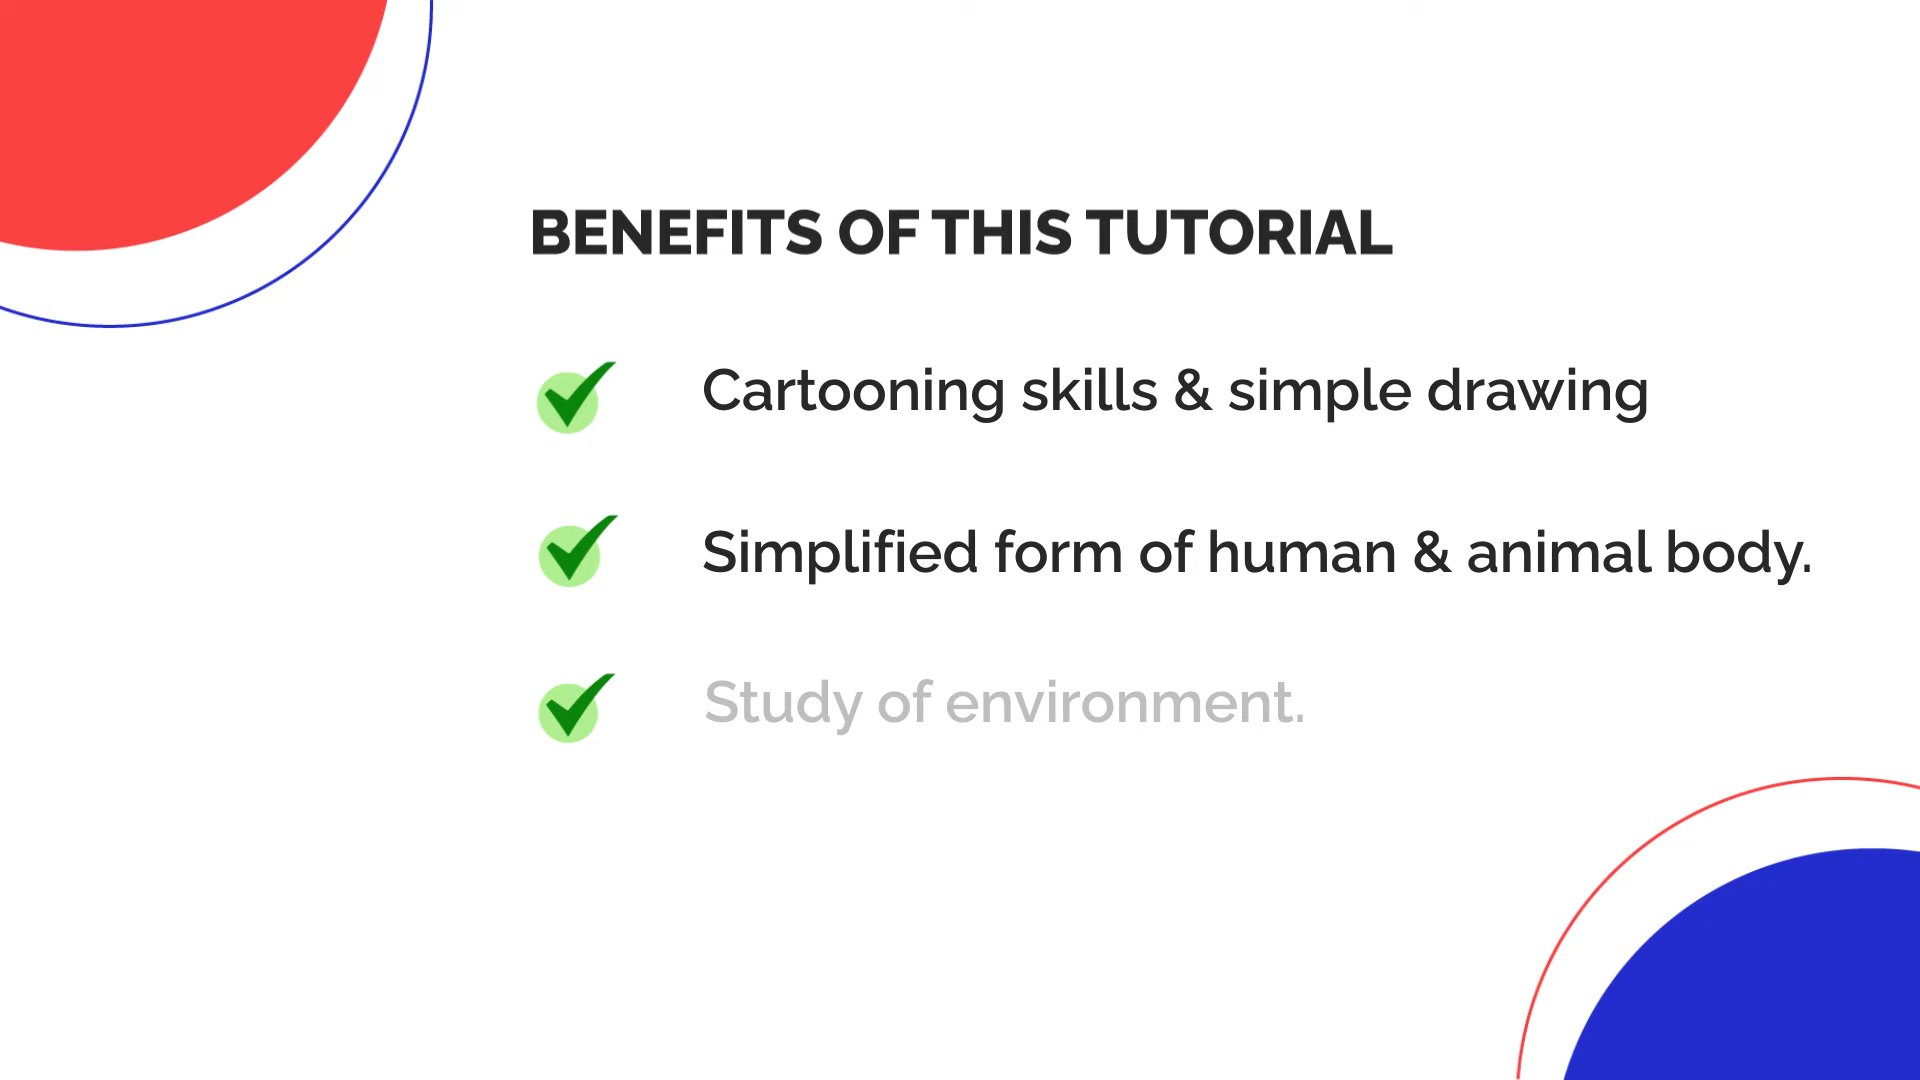 BENEFITS OF THIS TUTORIAL
Cartooning skills & simple drawing
Simplified form of human & animal body.
Study of environment.